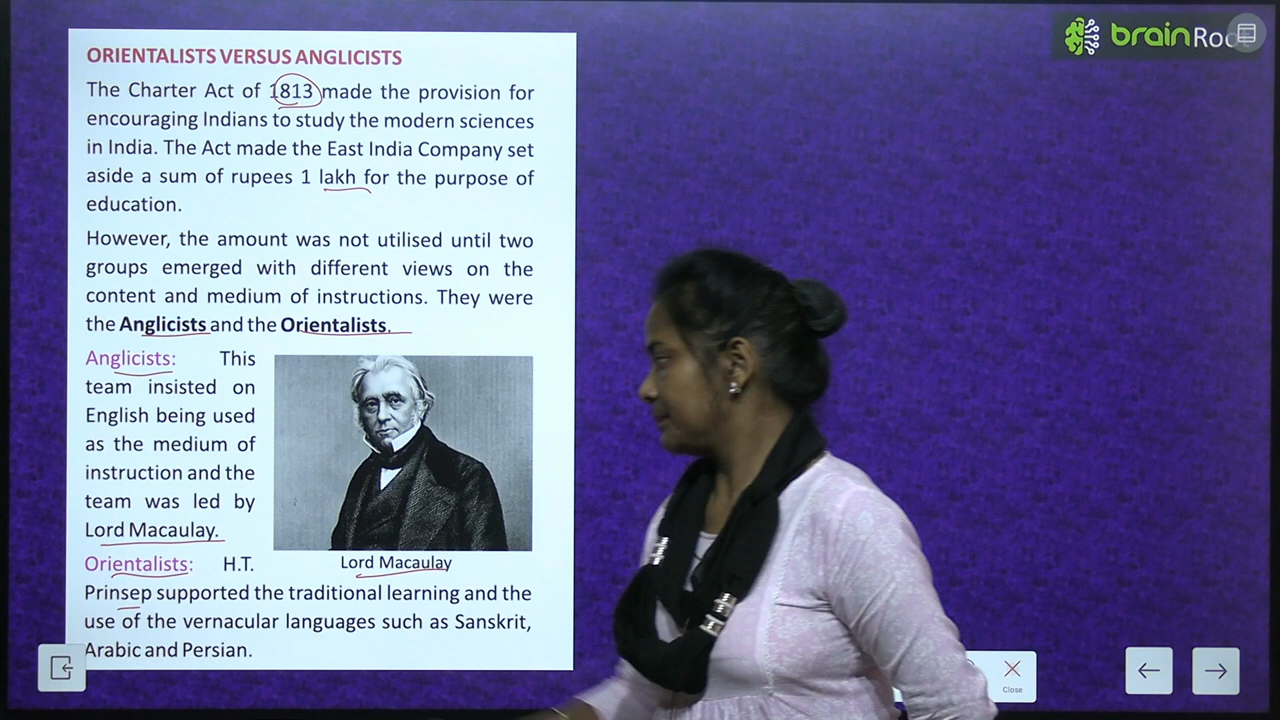 brainRoo
ORIENTALISTS VERSUS ANGLICISTS
The Charter Act of 1813 made the provision for
encouraging Indians to study the modern sciences
in India. The Act made the East India Company set
aside a sum of rupees 1 lakh for the purpose of
education.
However, the amount was not utilised until two
groups emerged with different views on the
content and medium of instructions. They were
the Anglicists and the Orientalists.
Anglicists: This
team insisted on
English being used
as the medium of
instruction and the
team was led by
Lord Macaulay.
Lord Macaulay
Orientalists: H.T.
Prinsep supported the traditional learning and the
use of the vernacular languages such as Sanskrit,
Arabic and Persian.
Close